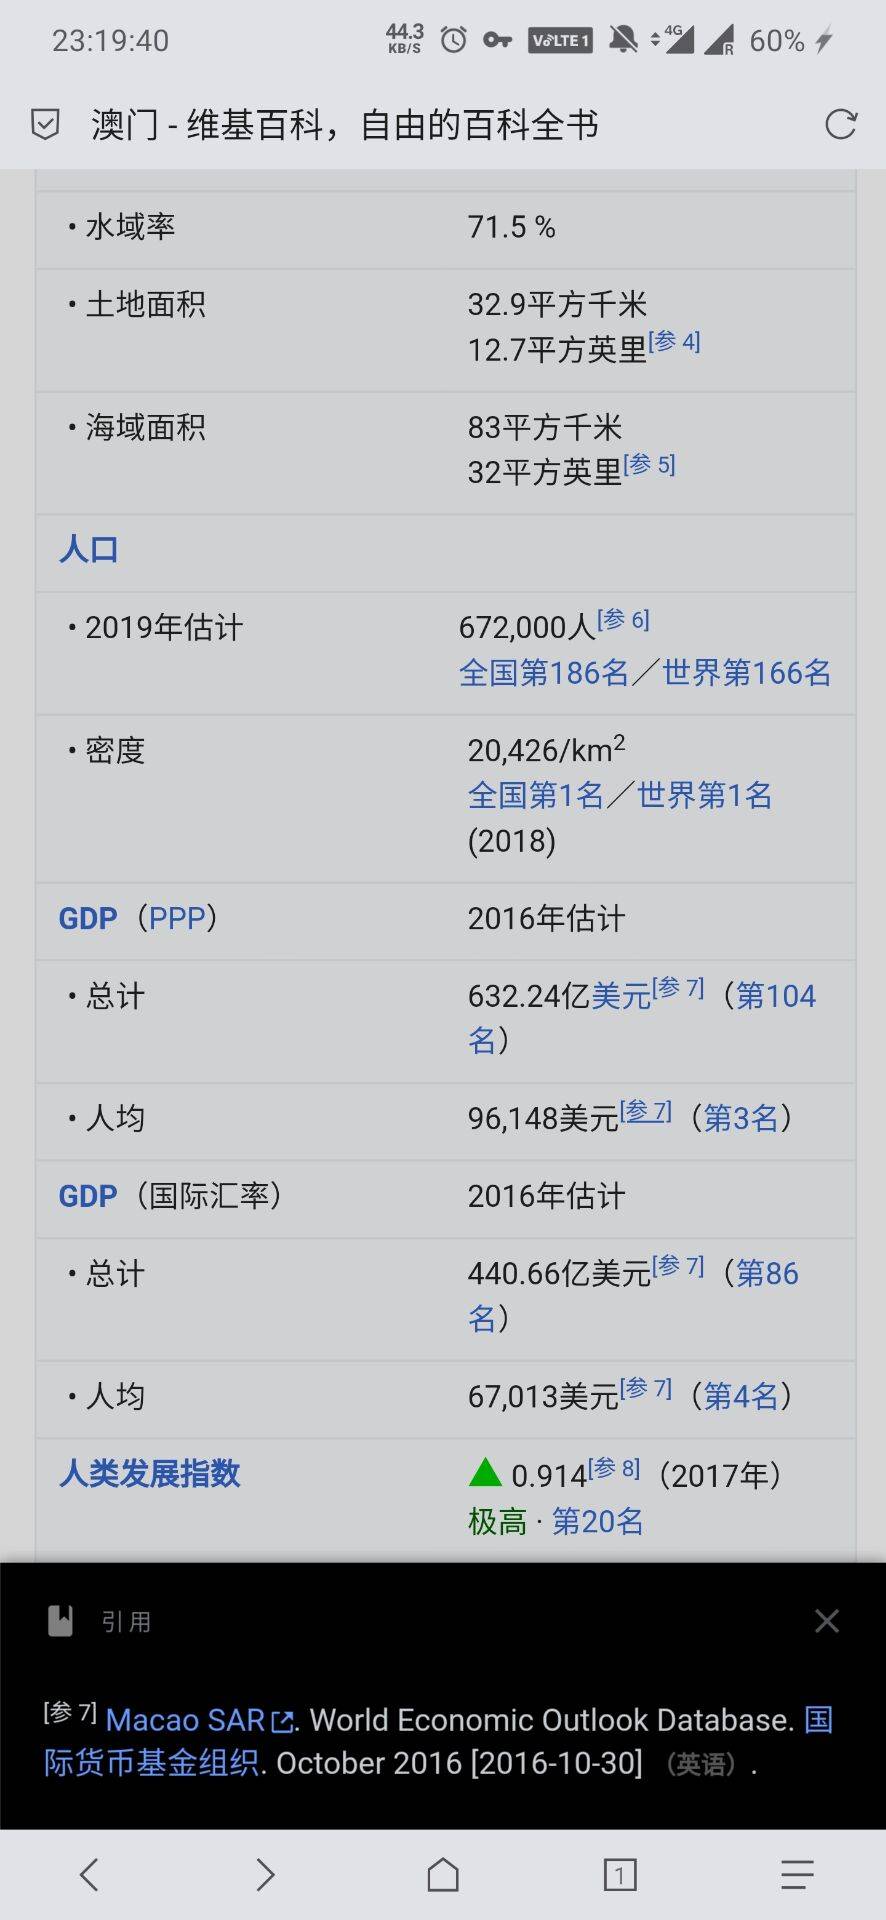 23:19:40
44.3 KB/S VoLTE 1 4G R 60%
澳门 - 维基百科，自由的百科全书
• 水域率 71.5 %
• 土地面积 32.9平方千米
12.7平方英里[参 4]
• 海域面积 83平方千米
32平方英里[参 5]
人口
• 2019年估计 672,000人[参 6]
全国第186名／世界第166名
• 密度 20,426/km2
全国第1名／世界第1名
(2018)
GDP（PPP） 2016年估计
• 总计 632.24亿美元[参 7]（第104
名）
• 人均 96,148美元[参 7]（第3名）
GDP（国际汇率） 2016年估计
• 总计 440.66亿美元[参 7]（第86
名）
• 人均 67,013美元[参 7]（第4名）
人类发展指数 ▲ 0.914[参 8]（2017年）
极高 · 第20名
引用
[参 7] Macao SAR. World Economic Outlook Database. 国
际货币基金组织. October 2016 [2016-10-30] （英语）.
1